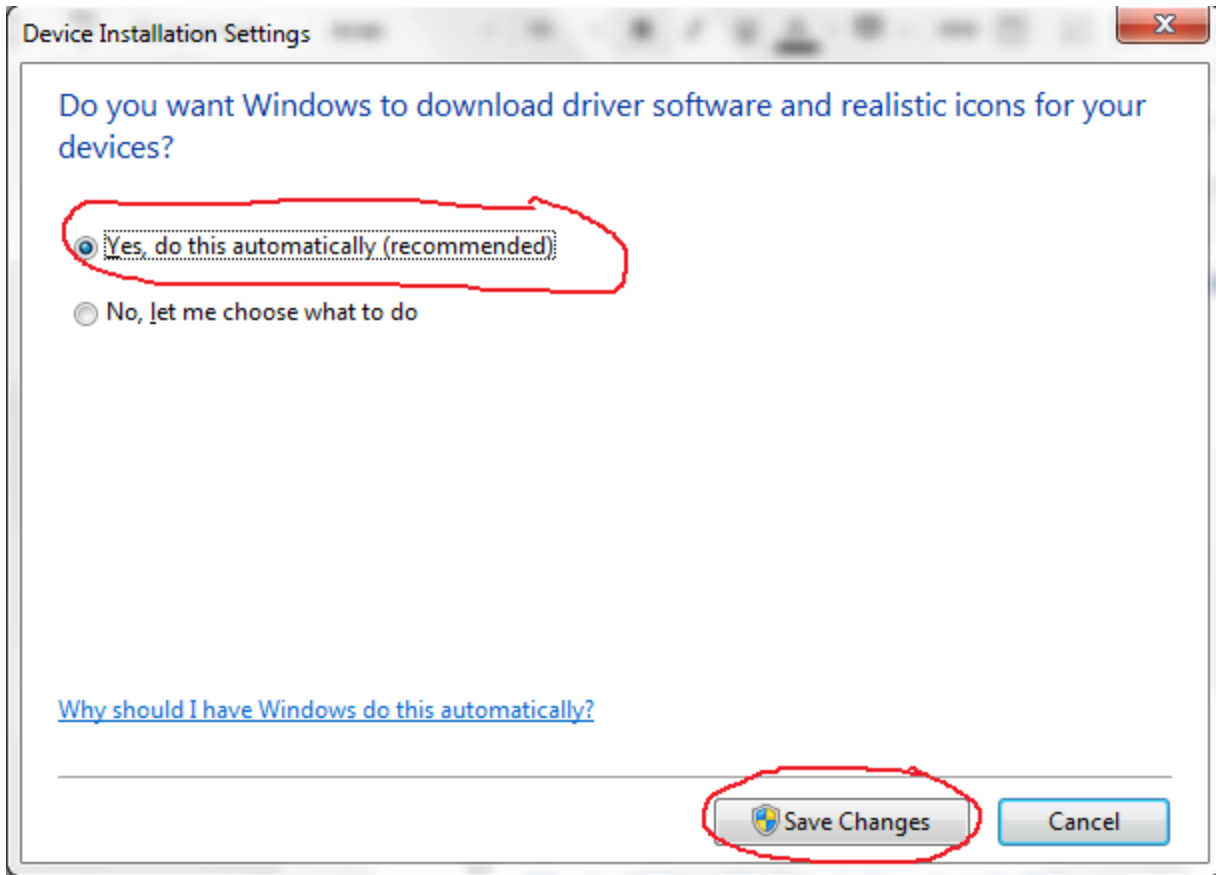 Device Installation Settings
Do you want Windows to download driver software and realistic icons for your
devices?
Yes, do this automatically (recommended)
No, let me choose what to do
Why should I have Windows do this automatically?
Save Changes
Cancel